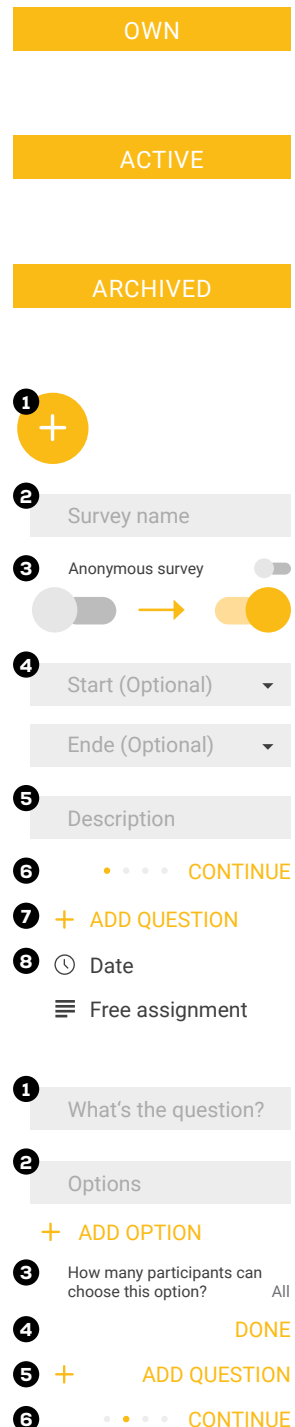 OWN
ACTIVE
ARCHIVED
1
+
2
Survey name
3 Anonymous survey
4
Start (Optional)
Ende (Optional)
5
Description
6 CONTINUE
7 + ADD QUESTION
8 Date
Free assignment
1
What‘s the question?
2
Options
+ ADD OPTION
3 How many participants can
choose this option? All
4 DONE
5 + ADD QUESTION
6 CONTINUE